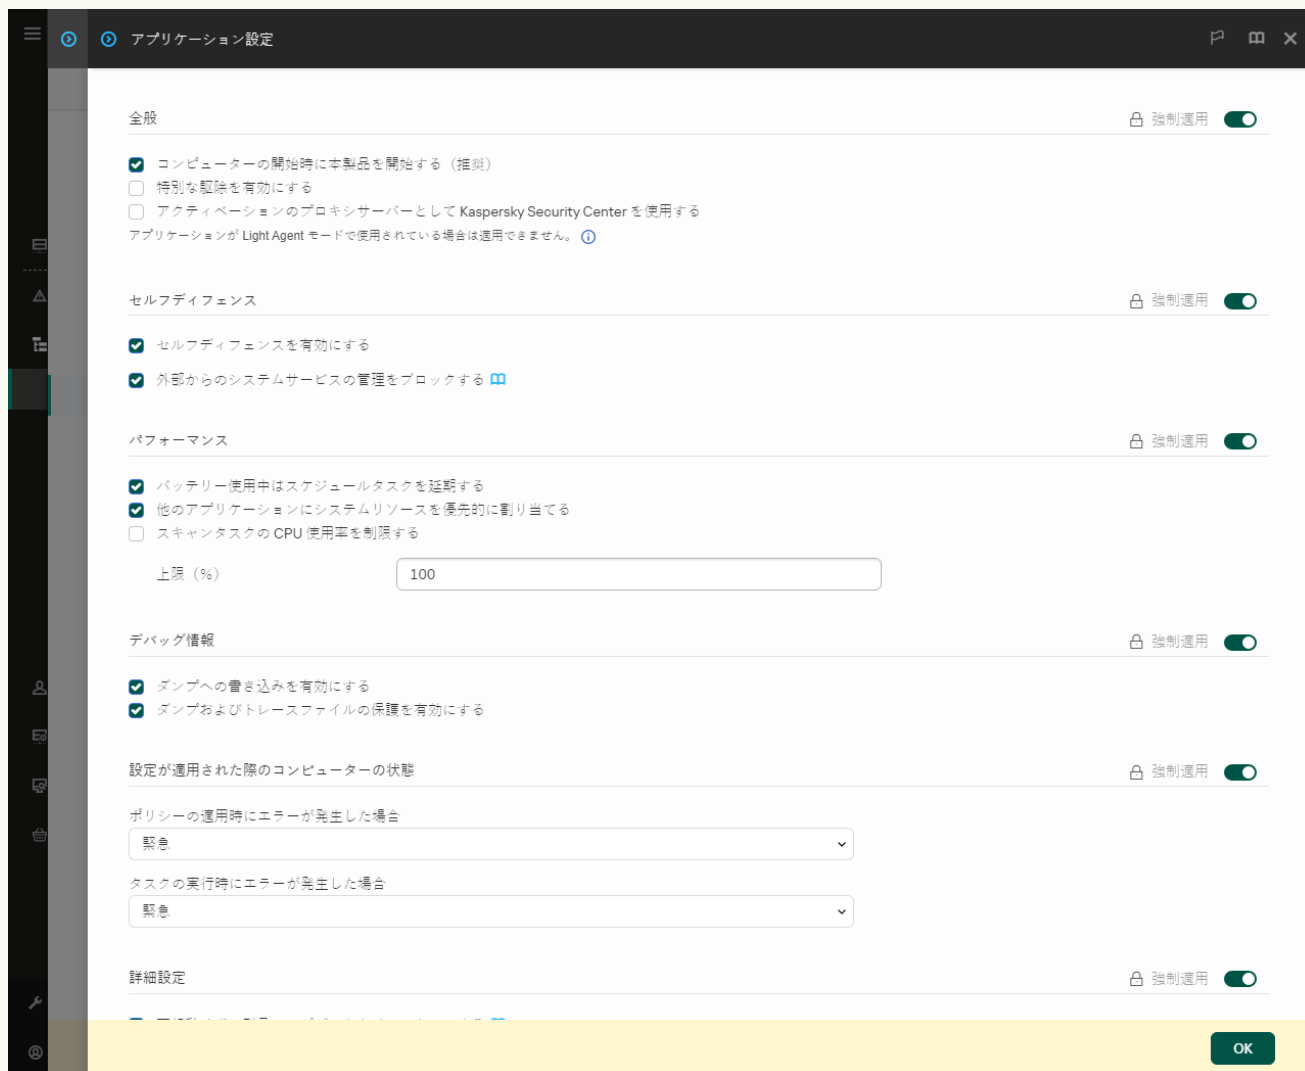 アプリケーション設定
全般
強制適用
コンピューターの開始時に本製品を開始する（推奨）
特別な駆除を有効にする
アクティベーションのプロキシサーバーとして Kaspersky Security Center を使用する
アプリケーションが Light Agent モードで使用されている場合は適用できません。
セルフディフェンス
強制適用
セルフディフェンスを有効にする
外部からのシステムサービスの管理をブロックする
パフォーマンス
強制適用
バッテリー使用中はスケジュールタスクを延期する
他のアプリケーションにシステムリソースを優先的に割り当てる
スキャンタスクの CPU 使用率を制限する
上限（%）
100
デバッグ情報
強制適用
ダンプへの書き込みを有効にする
ダンプおよびトレースファイルの保護を有効にする
設定が適用された際のコンピューターの状態
強制適用
ポリシーの適用時にエラーが発生した場合
緊急
タスクの実行時にエラーが発生した場合
緊急
詳細設定
強制適用
OK